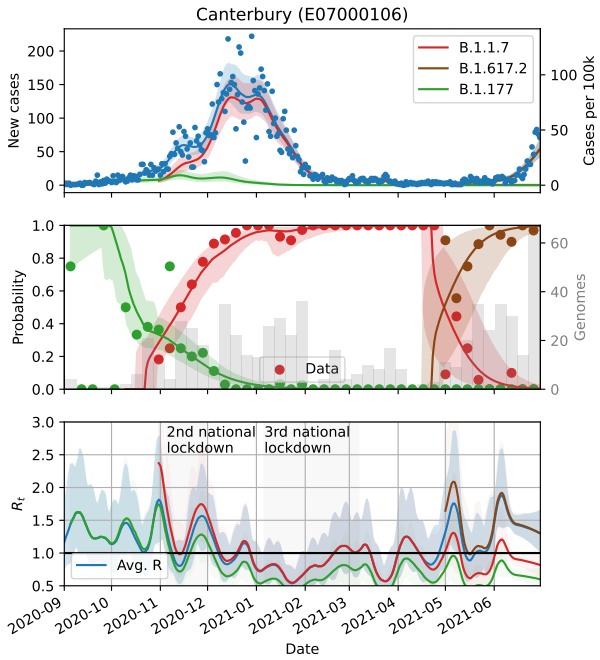 Canterbury (E07000106)
New cases
200
150
100
50
0
B.1.1.7
B.1.617.2
B.1.177
100
50
0
Cases per 100k
Probability
1.0
0.8
0.6
0.4
0.2
0.0
Data
60
40
20
0
Genomes
R_t
3.0
2.5
2.0
1.5
1.0
0.5
2nd national
lockdown
3rd national
lockdown
Avg. R
2020-09
2020-10
2020-11
2020-12
2021-01
2021-02
2021-03
2021-04
2021-05
2021-06
Date